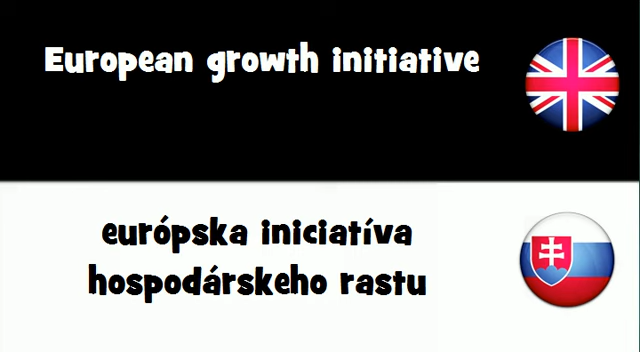 European growth initiative
európska iniciatíva
hospodárskeho rastu